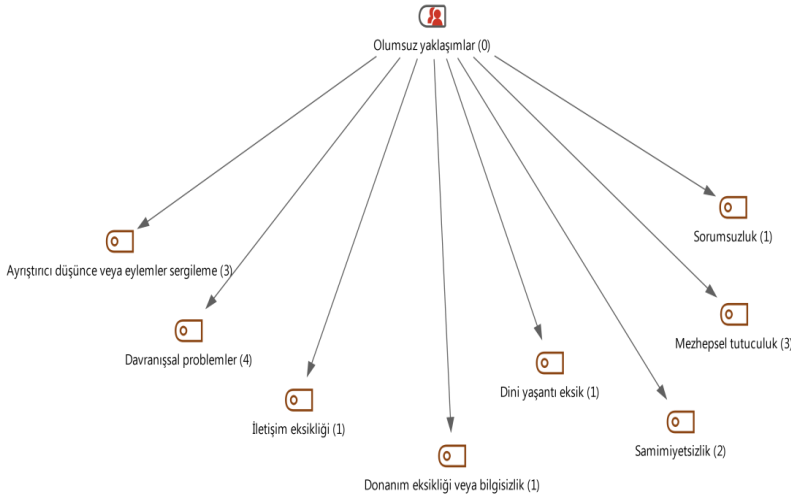 Olumsuz yaklaşımlar (0)
Sorumsuzluk (1)
Ayrıştırıcı düşünce veya eylemler sergileme (3)
Mezhepsel tutuculuk (3)
Davranışsal problemler (4)
Dini yaşantı eksik (1)
İletişim eksikliği (1)
Samimiyetsizlik (2)
Donanım eksikliği veya bilgisizlik (1)